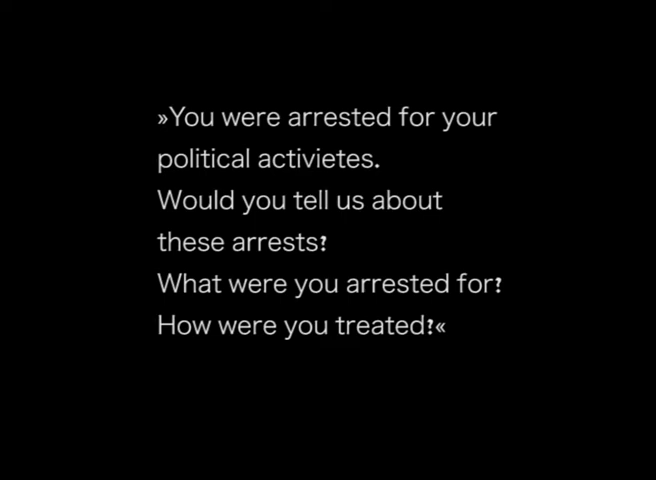 »You were arrested for your
political activietes.
Would you tell us about
these arrests?
What were you arrested for?
How were you treated?«